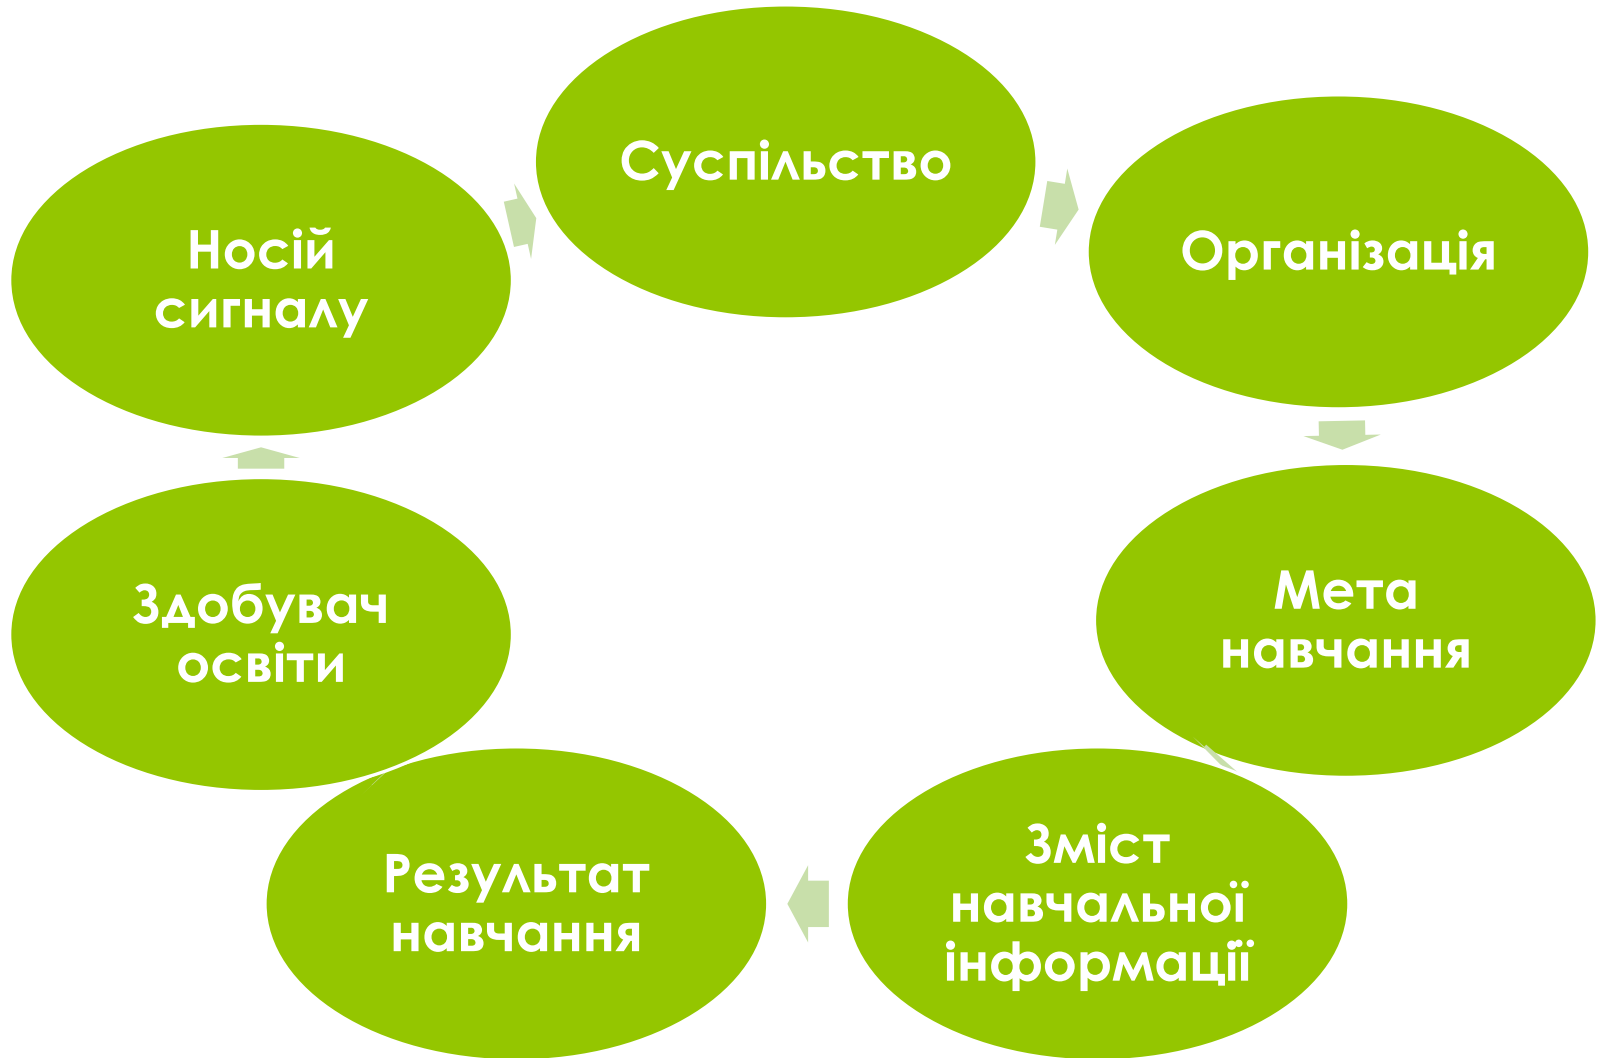 Суспільство
Організація
Мета
навчання
Зміст
навчальної
інформації
Результат
навчання
Здобувач
освіти
Носій
сигналу